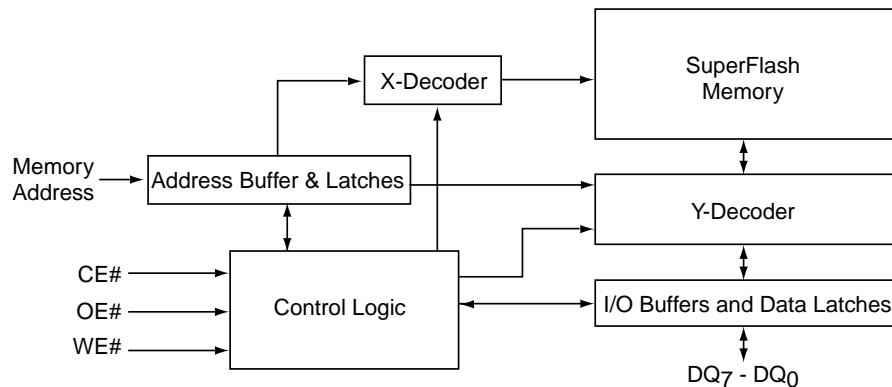 SuperFlash
Memory
X-Decoder
Memory
Address
Address Buffer & Latches
Y-Decoder
CE#
OE#
WE#
Control Logic
I/O Buffers and Data Latches
DQ7 - DQ0